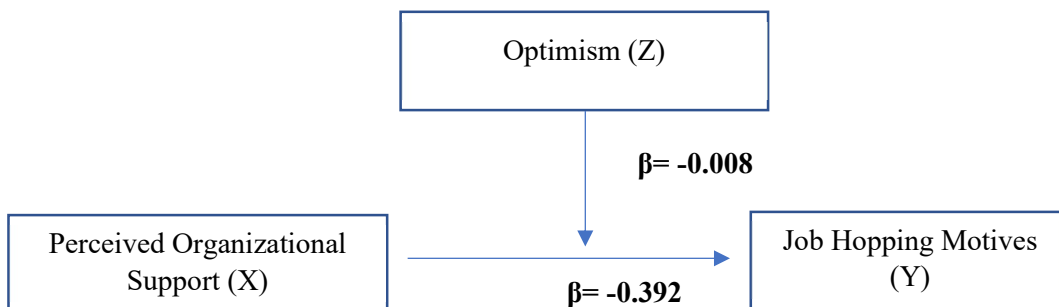 Optimism (Z)
β= -0.008
Perceived Organizational
Support (X)
Job Hopping Motives
(Y)
β= -0.392